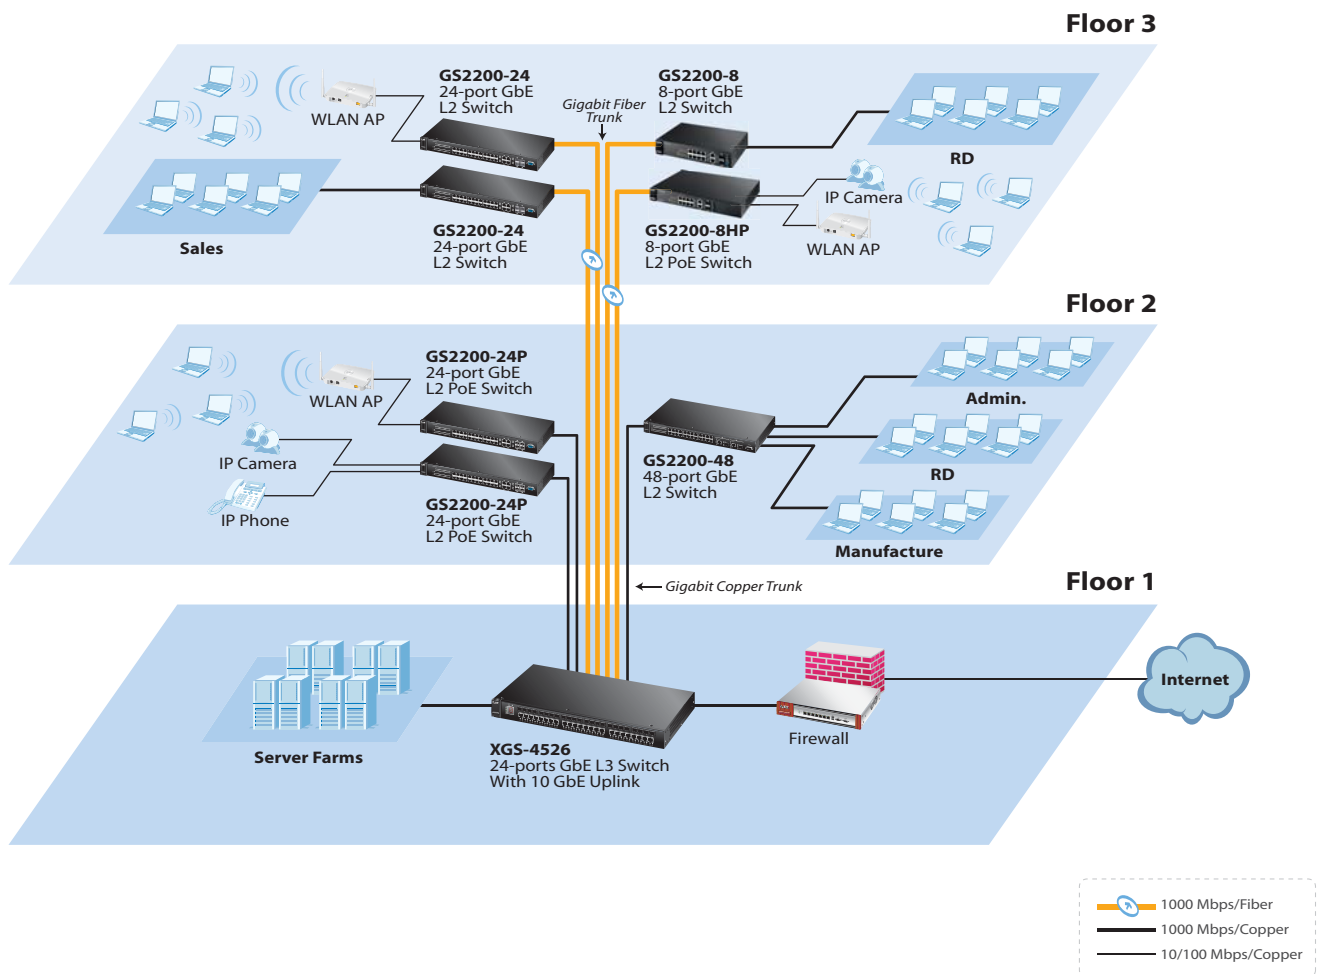 Floor 3
GS2200-24
24-port GbE
L2 Switch
GS2200-8
8-port GbE
L2 Switch
Gigabit Fiber
Trunk
WLAN AP
RD
IP Camera
WLAN AP
Sales
GS2200-24
24-port GbE
L2 Switch
GS2200-8HP
8-port GbE
L2 PoE Switch
Floor 2
GS2200-24P
24-port GbE
L2 PoE Switch
WLAN AP
Admin.
IP Camera
GS2200-48
48-port GbE
L2 Switch
RD
IP Phone
GS2200-24P
24-port GbE
L2 PoE Switch
Manufacture
Gigabit Copper Trunk
Floor 1
Internet
Server Farms
Firewall
XGS-4526
24-ports GbE L3 Switch
With 10 GbE Uplink
1000 Mbps/Fiber
1000 Mbps/Copper
10/100 Mbps/Copper